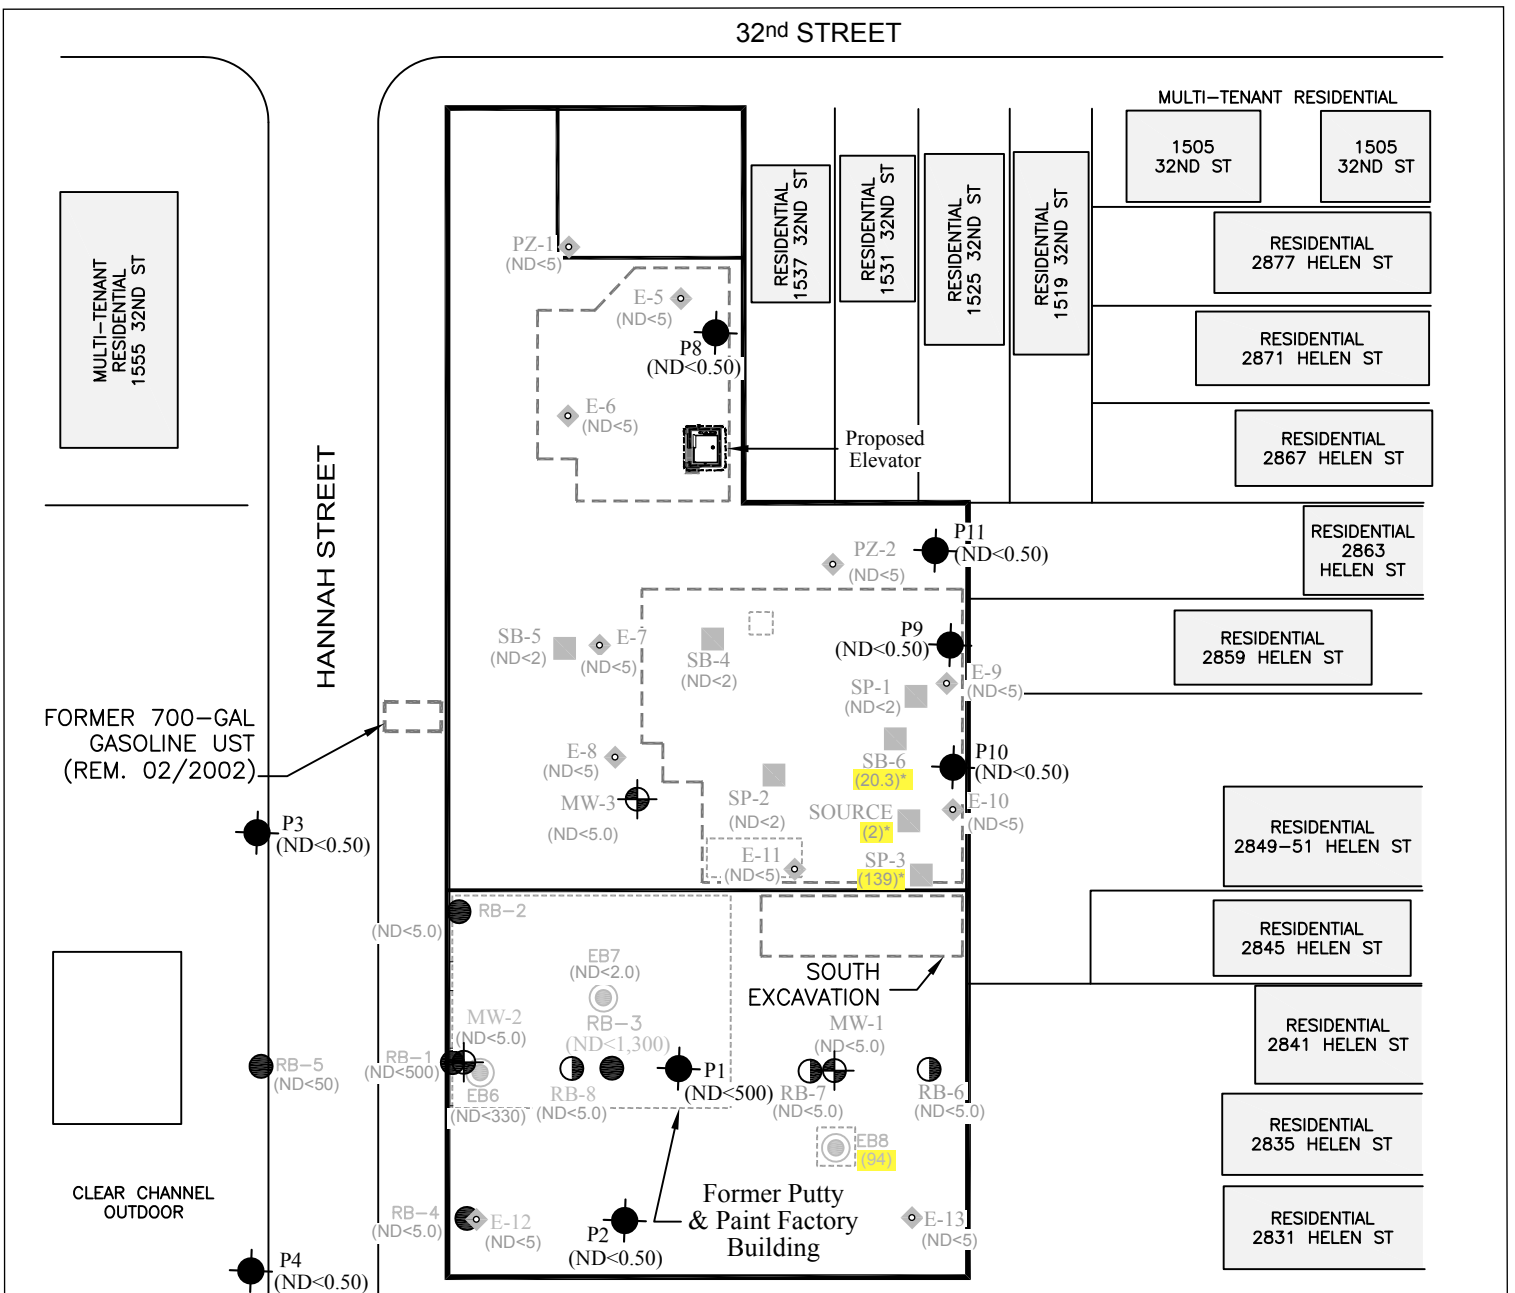 32nd STREET
MULTI-TENANT RESIDENTIAL
1505
32ND ST
1505
32ND ST
MULTI-TENANT
RESIDENTIAL
1555 32ND ST
RESIDENTIAL
1537 32ND ST
RESIDENTIAL
1531 32ND ST
RESIDENTIAL
1525 32ND ST
RESIDENTIAL
1519 32ND ST
RESIDENTIAL
2877 HELEN ST
PZ-1
(ND<5)
E-5
(ND<5)
P8
(ND<0.50)
RESIDENTIAL
2871 HELEN ST
E-6
(ND<5)
Proposed
Elevator
RESIDENTIAL
2867 HELEN ST
HANNAH STREET
P11
(ND<0.50)
PZ-2
(ND<5)
RESIDENTIAL
2863
HELEN ST
SB-5
(ND<2)
E-7
(ND<5)
SB-4
(ND<2)
P9
(ND<0.50)
RESIDENTIAL
2859 HELEN ST
E-9
(ND<5)
SP-1
(ND<2)
FORMER 700-GAL
GASOLINE UST
(REM. 02/2002)
E-8
(ND<5)
SB-6
(20.3)*
P10
(ND<0.50)
MW-3
(ND<5.0)
SP-2
(ND<2)
SOURCE
(2)*
E-10
(ND<5)
P3
(ND<0.50)
RESIDENTIAL
2849-51 HELEN ST
E-11
(ND<5)
SP-3
(139)*
RB-2
(ND<5.0)
RESIDENTIAL
2845 HELEN ST
EB7
(ND<2.0)
SOUTH
EXCAVATION
MW-2
(ND<5.0)
RB-3
(ND<1,300)
MW-1
(ND<5.0)
RESIDENTIAL
2841 HELEN ST
RB-5
(ND<50)
RB-1
(ND<500)
EB6
(ND<330)
RB-8
(ND<5.0)
P1
(ND<500)
RB-7
(ND<5.0)
RB-6
(ND<5.0)
EB8
(94)
RESIDENTIAL
2835 HELEN ST
CLEAR CHANNEL
OUTDOOR
RB-4
(ND<5.0)
E-12
(ND<5)
P2
(ND<0.50)
Former Putty
& Paint Factory
Building
E-13
(ND<5)
RESIDENTIAL
2831 HELEN ST
P4
(ND<0.50)